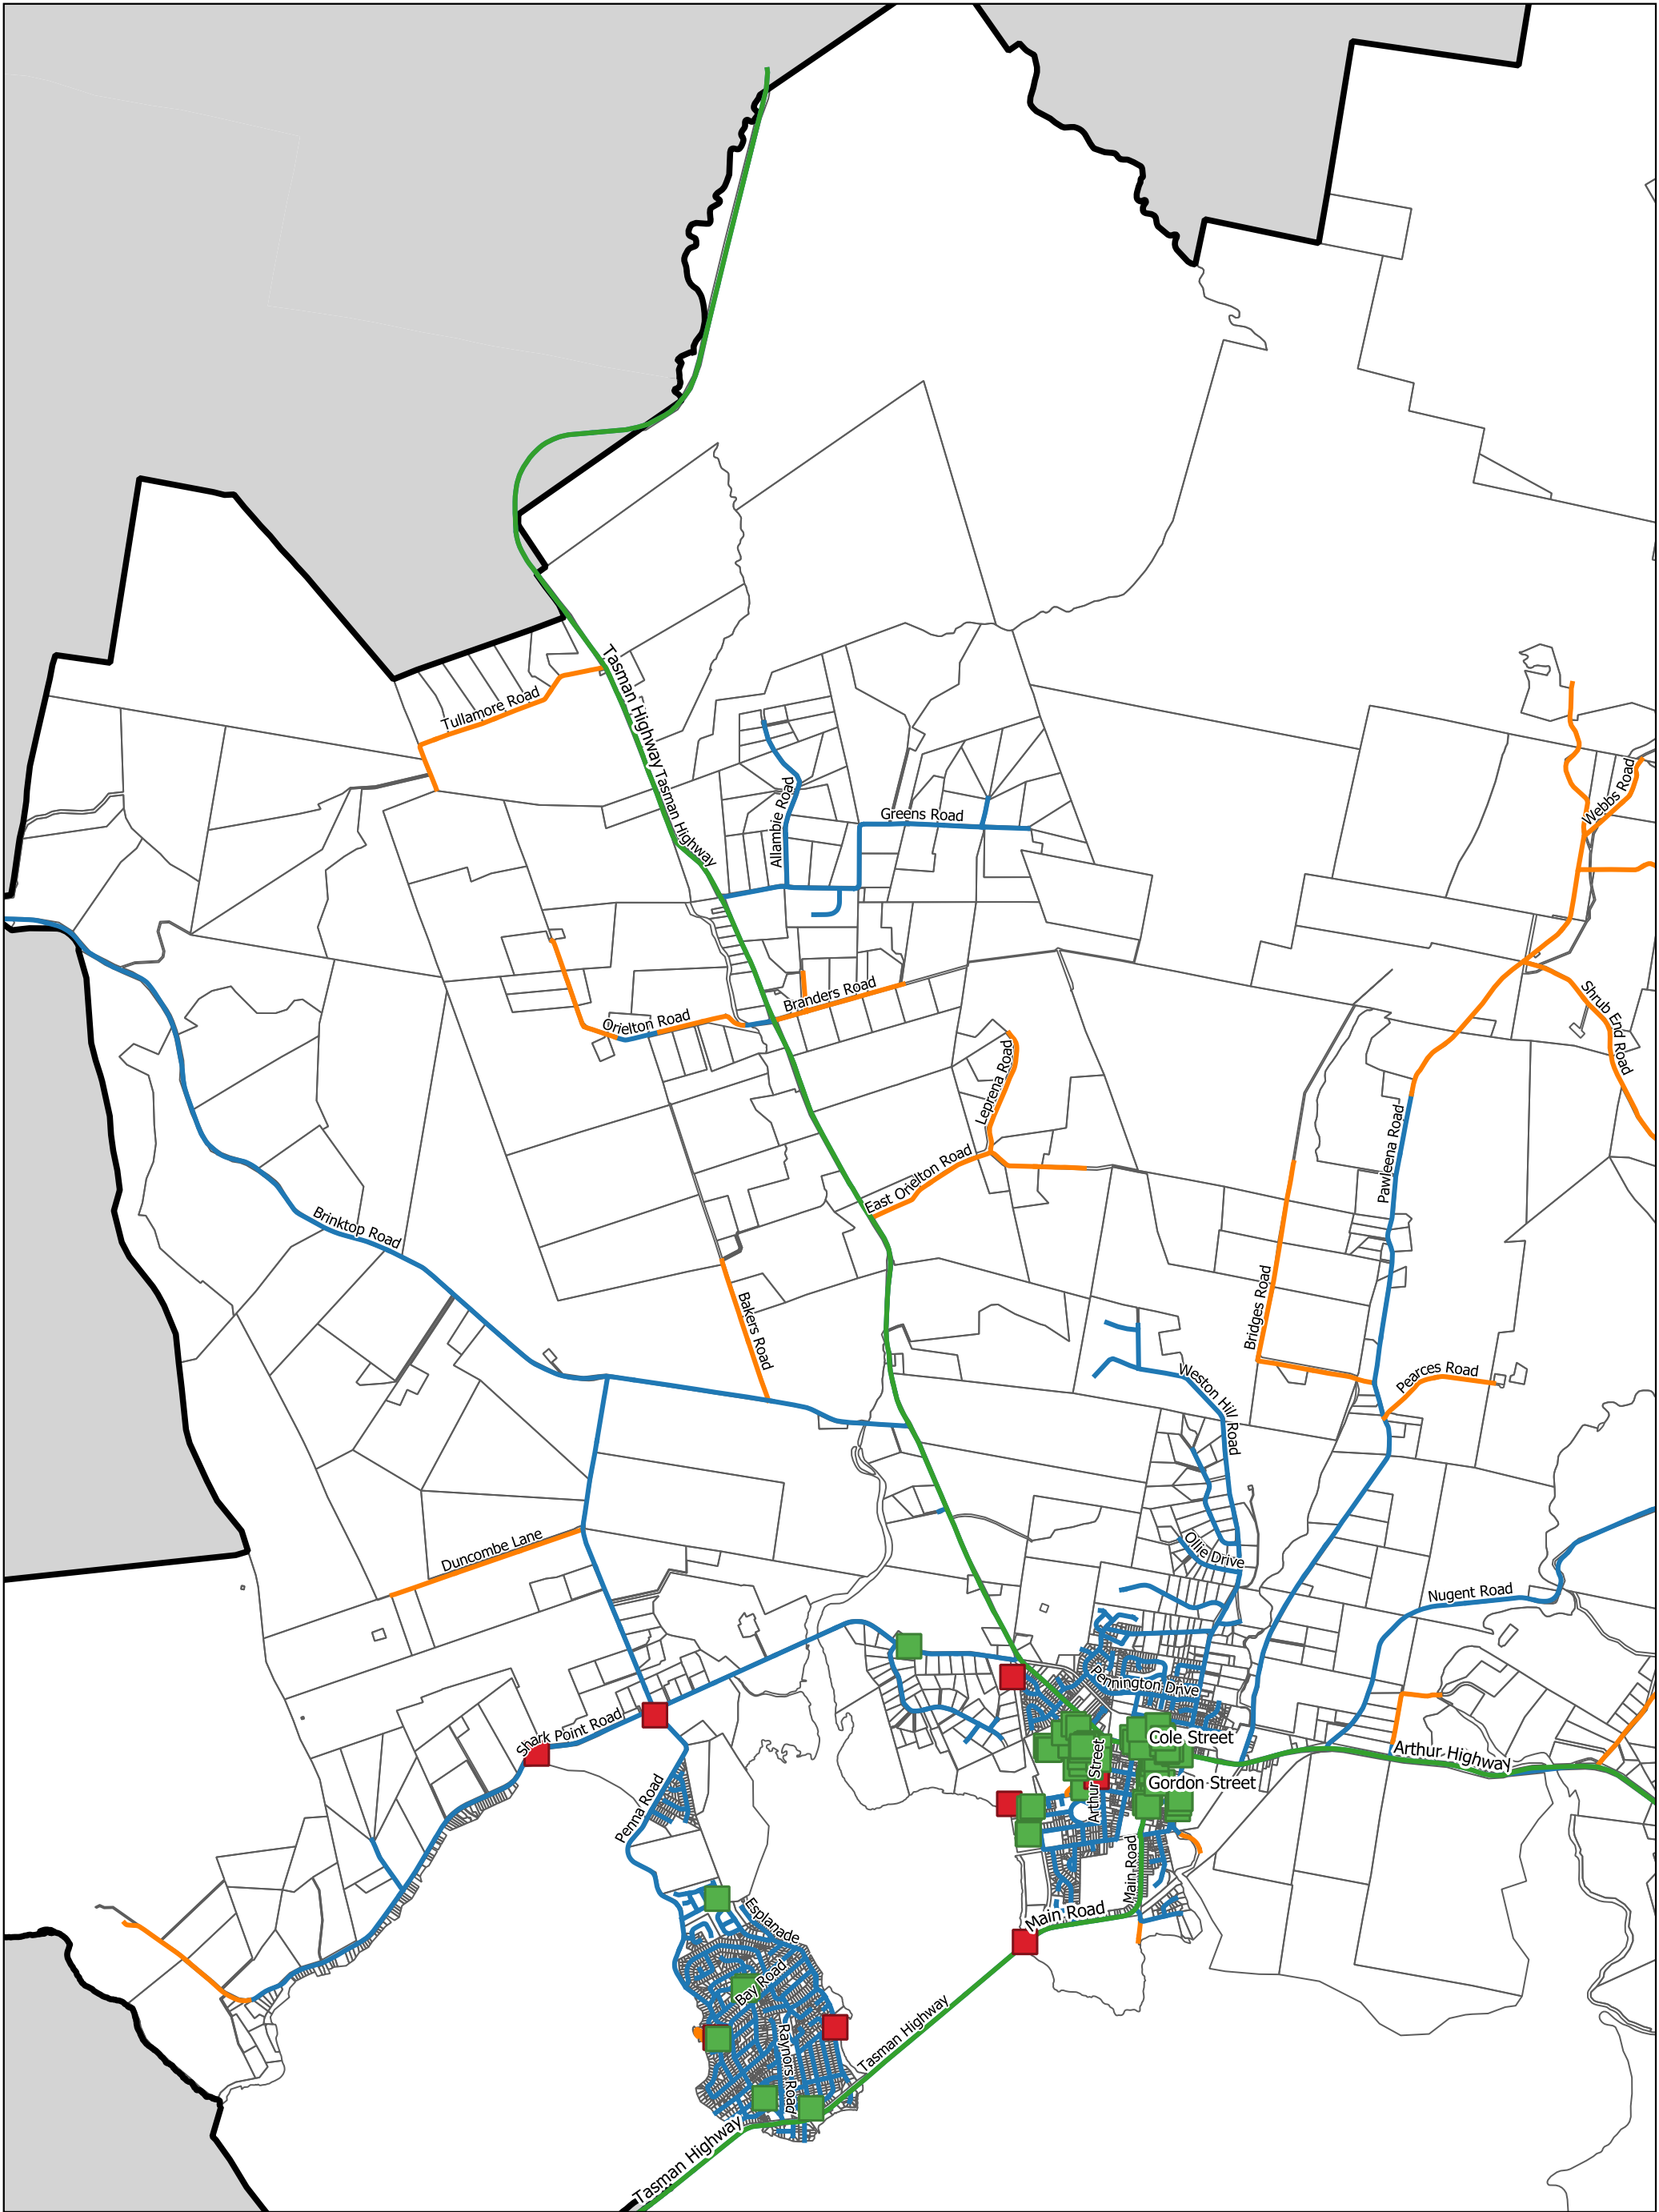 Tasman Highway
Tullamore Road
Tasman Highway
Webbs Road
Allambie Road
Greens Road
Branders Road
Orielton Road
Shrub End Road
Leprena Road
Pawleena Road
East Orielton Road
Brinktop Road
Bakers Road
Bridges Road
Pearces Road
Weston Hill Road
Duncombe Lane
Ollie Drive
Nugent Road
Pennington Drive
Shark Point Road
Cole Street
Arthur Highway
Arthur Street
Gordon Street
Penna Road
Main Road
Main Road
Esplanade
Bay Road
Tasman Highway
Raynors Road
Tasman Highway